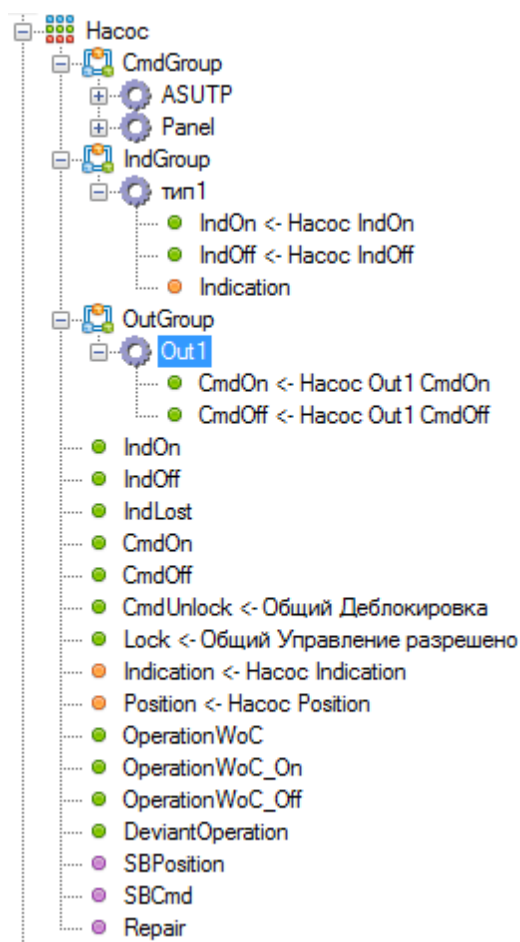 Насос
CmdGroup
ASUTP
Panel
IndGroup
тип1
IndOn <- Насос IndOn
IndOff <- Насос IndOff
Indication
OutGroup
Out1
CmdOn <- Насос Out1 CmdOn
CmdOff <- Насос Out1 CmdOff
IndOn
IndOff
IndLost
CmdOn
CmdOff
CmdUnlock <- Общий Деблокировка
Lock <- Общий Управление разрешено
Indication <- Насос Indication
Position <- Насос Position
OperationWoC
OperationWoC_On
OperationWoC_Off
DeviantOperation
SBPosition
SBCmd
Repair